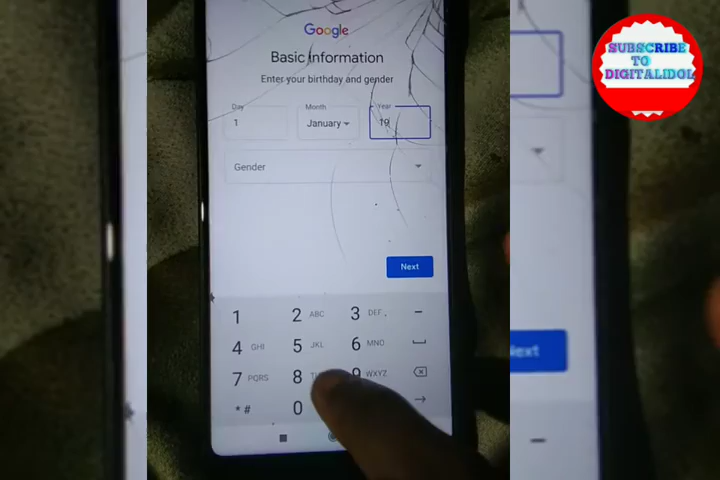 Google
Basic Information
Enter your birthday and gender
Day
Month
Year
1
January
19
Gender
Next
1
2 ABC
3 DEF
4 GHI
5 JKL
6 MNO
7 PQRS
8
9 WXYZ
* #
0
SUBSCRIBE
TO
DIGITALIDOL
Next